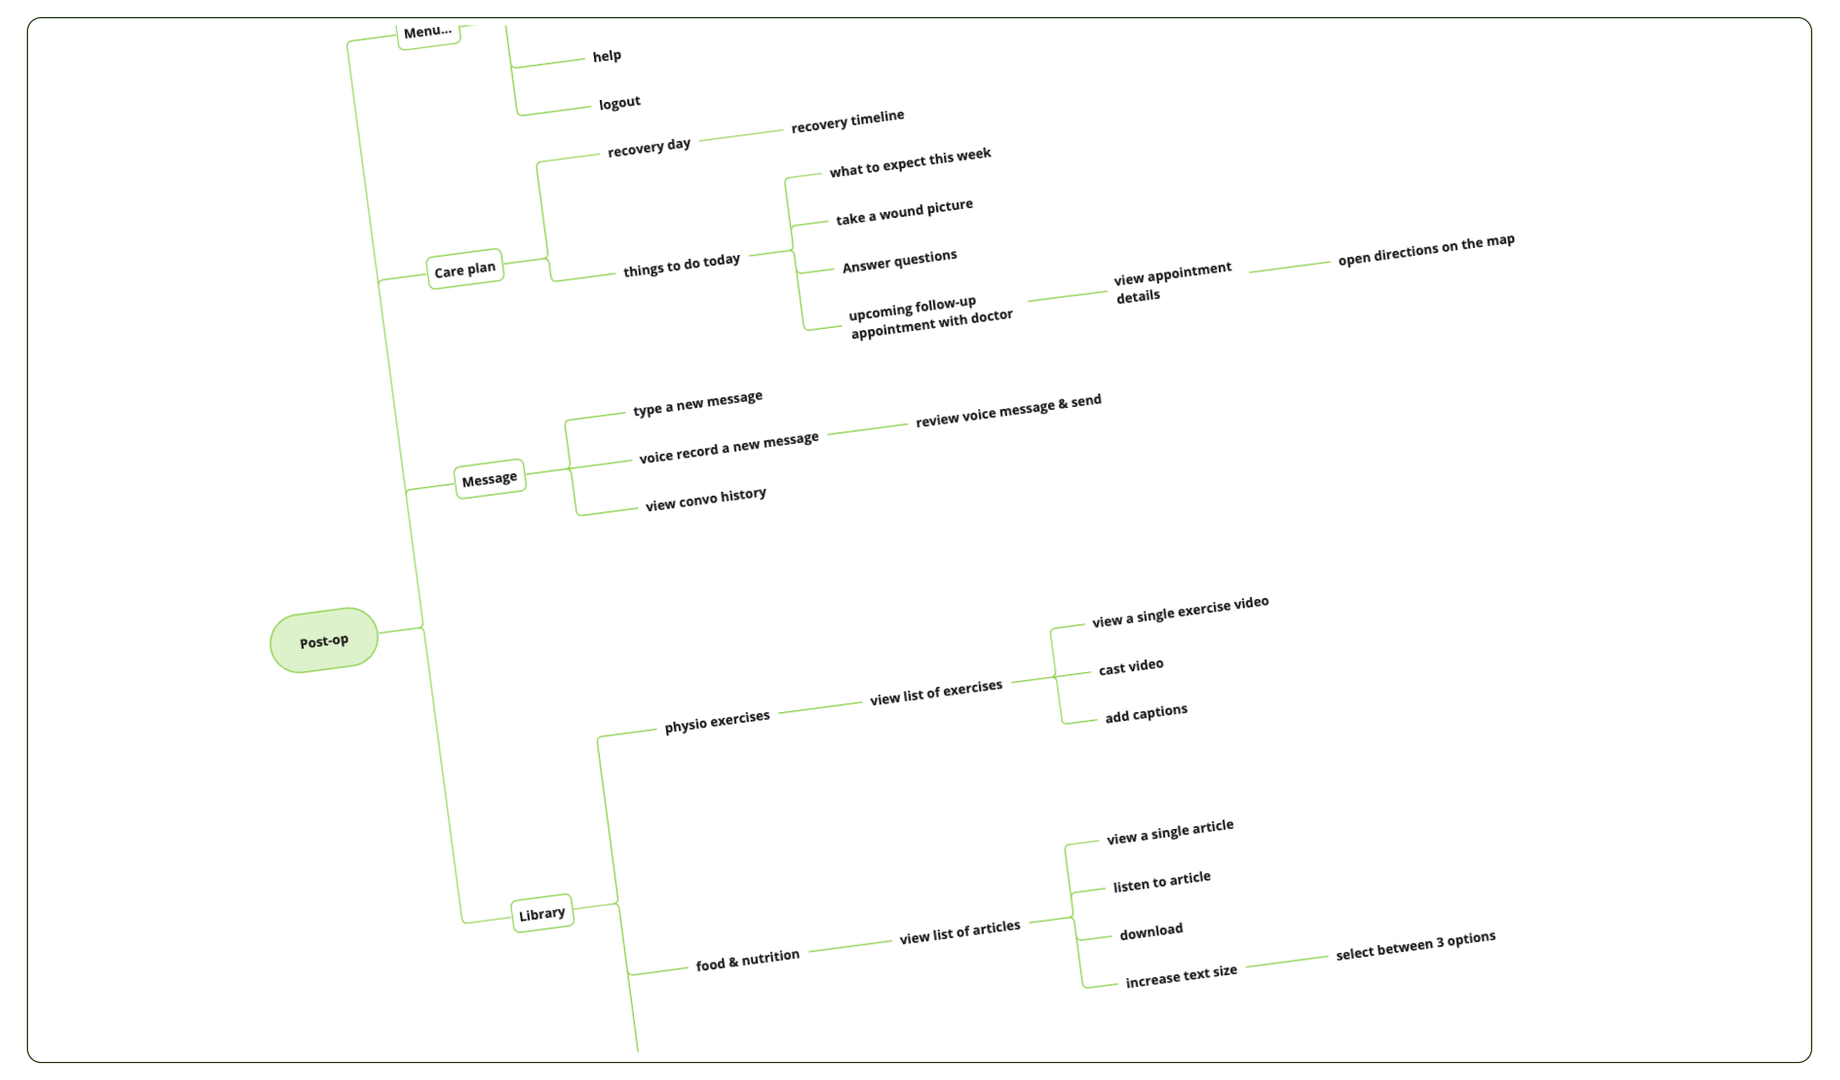 Menu...
help
logout
recovery day
recovery timeline
what to expect this week
take a wound picture
Care plan
things to do today
Answer questions
upcoming follow-up
appointment with doctor
view appointment
details
open directions on the map
type a new message
voice record a new message
review voice message & send
Message
view convo history
Post-op
view a single exercise video
physio exercises
view list of exercises
cast video
add captions
Library
view a single article
listen to article
food & nutrition
view list of articles
download
increase text size
select between 3 options